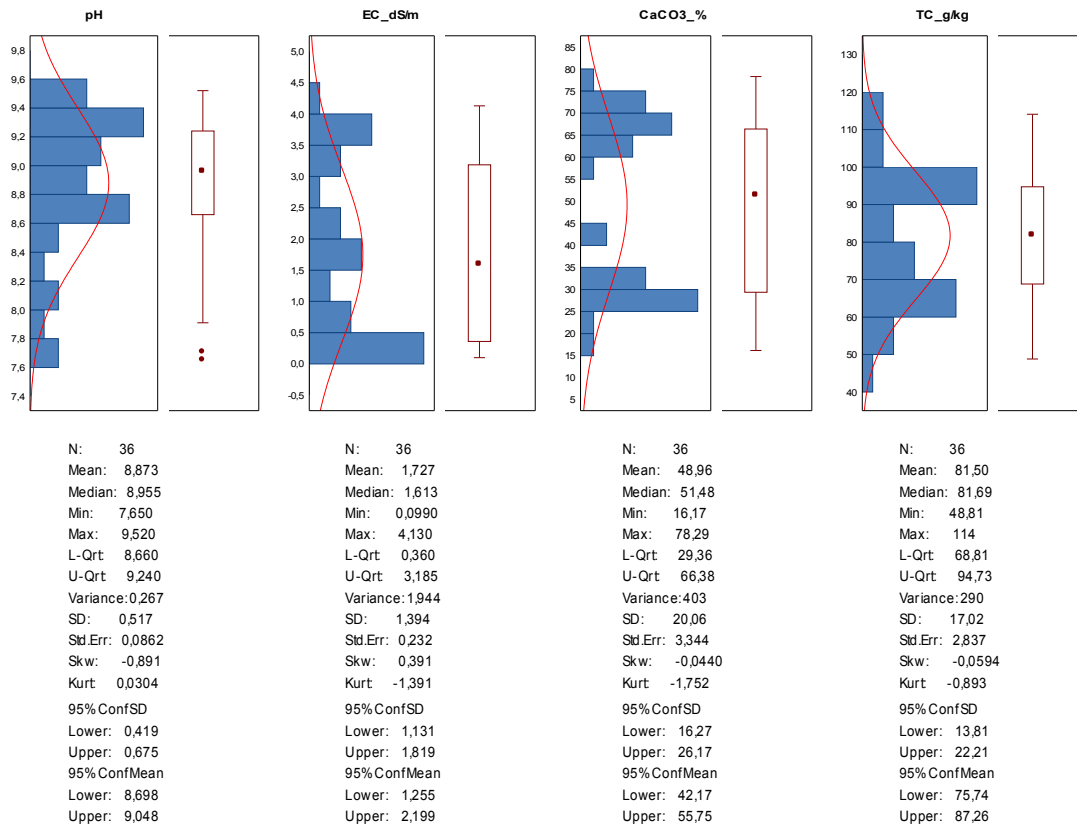 pH
9,8
9,6
9,4
9,2
9,0
8,8
8,6
8,4
8,2
8,0
7,8
7,6
7,4
N: 36
Mean: 8,873
Median: 8,955
Min: 7,650
Max: 9,520
L-Qrt: 8,660
U-Qrt: 9,240
Variance: 0,267
SD: 0,517
Std.Err: 0,0862
Skw: -0,891
Kurt: 0,0304
95% ConfSD
Lower: 0,419
Upper: 0,675
95% ConfMean
Lower: 8,698
Upper: 9,048
EC_dS/m
5,0
4,5
4,0
3,5
3,0
2,5
2,0
1,5
1,0
0,5
0,0
-0,5
N: 36
Mean: 1,727
Median: 1,613
Min: 0,0990
Max: 4,130
L-Qrt: 0,360
U-Qrt: 3,185
Variance: 1,944
SD: 1,394
Std.Err: 0,232
Skw: 0,391
Kurt: -1,391
95% ConfSD
Lower: 1,131
Upper: 1,819
95% ConfMean
Lower: 1,255
Upper: 2,199
CaCO3_%
85
80
75
70
65
60
55
50
45
40
35
30
25
20
15
10
5
N: 36
Mean: 48,96
Median: 51,48
Min: 16,17
Max: 78,29
L-Qrt: 29,36
U-Qrt: 66,38
Variance: 403
SD: 20,06
Std.Err: 3,344
Skw: -0,0440
Kurt: -1,752
95% ConfSD
Lower: 16,27
Upper: 26,17
95% ConfMean
Lower: 42,17
Upper: 55,75
TC_g/kg
130
120
110
100
90
80
70
60
50
40
N: 36
Mean: 81,50
Median: 81,69
Min: 48,81
Max: 114
L-Qrt: 68,81
U-Qrt: 94,73
Variance: 290
SD: 17,02
Std.Err: 2,837
Skw: -0,0594
Kurt: -0,893
95% ConfSD
Lower: 13,81
Upper: 22,21
95% ConfMean
Lower: 75,74
Upper: 87,26